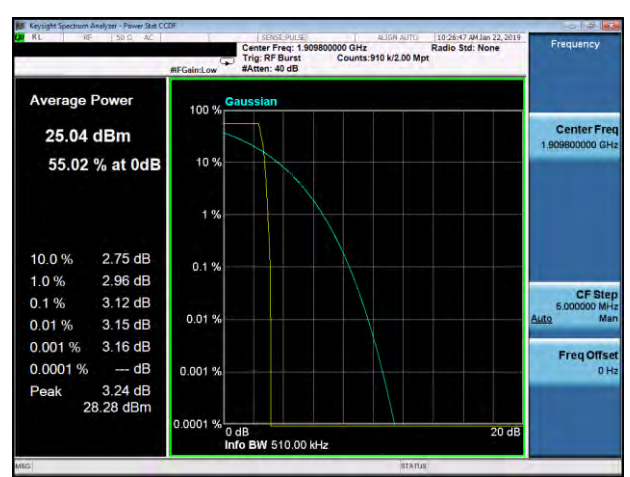 Keysight Spectrum Analyzer - Power Stat CCDF
RL RF 50 Ω AC SENSE:PULSE ALIGN AUTO 10:26:47 AM Jan 22, 2019
Center Freq: 1.909800000 GHz Radio Std: None
Trig: RF Burst Counts:910 k/2.00 Mpt
#IFGain:Low #Atten: 40 dB
Frequency
Average Power
25.04 dBm
55.02 % at 0dB
10.0 % 2.75 dB
1.0 % 2.96 dB
0.1 % 3.12 dB
0.01 % 3.15 dB
0.001 % 3.16 dB
0.0001 % --- dB
Peak 3.24 dB
28.28 dBm
Gaussian
100 %
10 %
1 %
0.1 %
0.01 %
0.001 %
0.0001 %
0 dB 20 dB
Info BW 510.00 kHz
Center Freq
1.909800000 GHz
CF Step
5.000000 MHz
Auto Man
Freq Offset
0 Hz
MSG STATUS